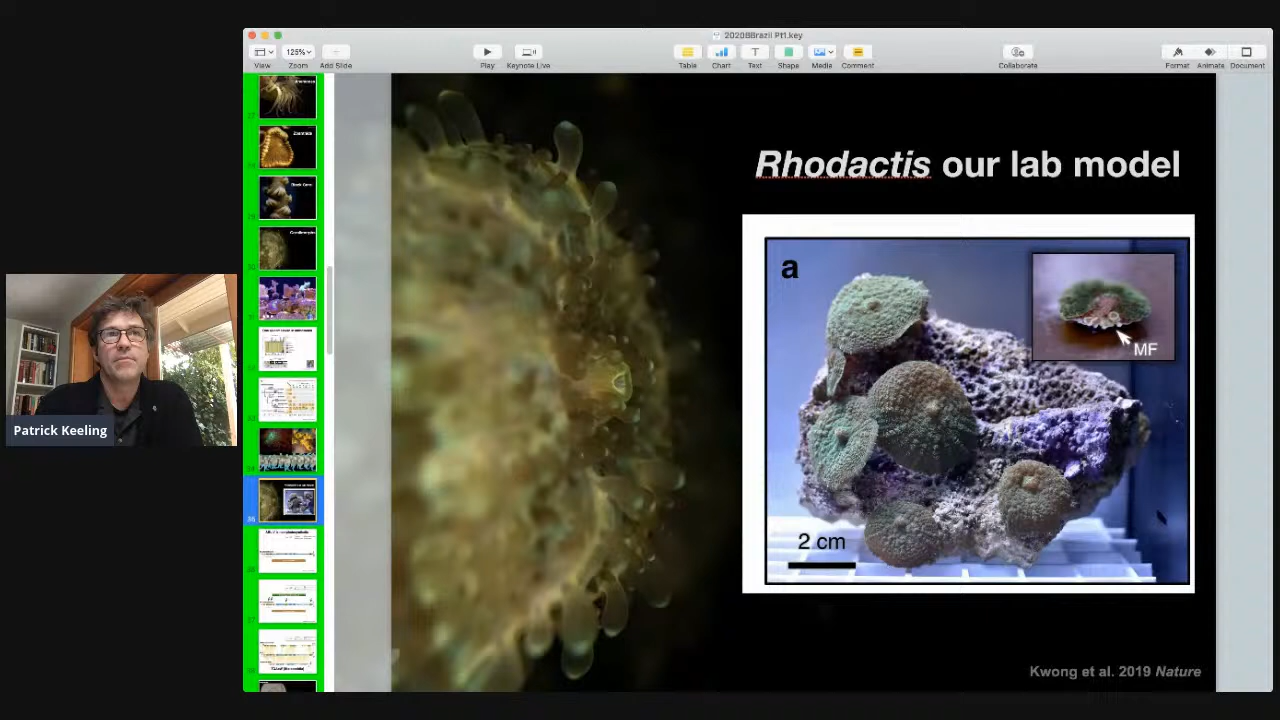 2020BBrazil Pt1.key
125%
View
Zoom
Add Slide
Play
Keynote Live
Table
Chart
Text
Shape
Media
Comment
Collaborate
Format
Animate
Document
Rhodactis our lab model
a
MF
2 cm
Kwong et al. 2019 Nature
Patrick Keeling